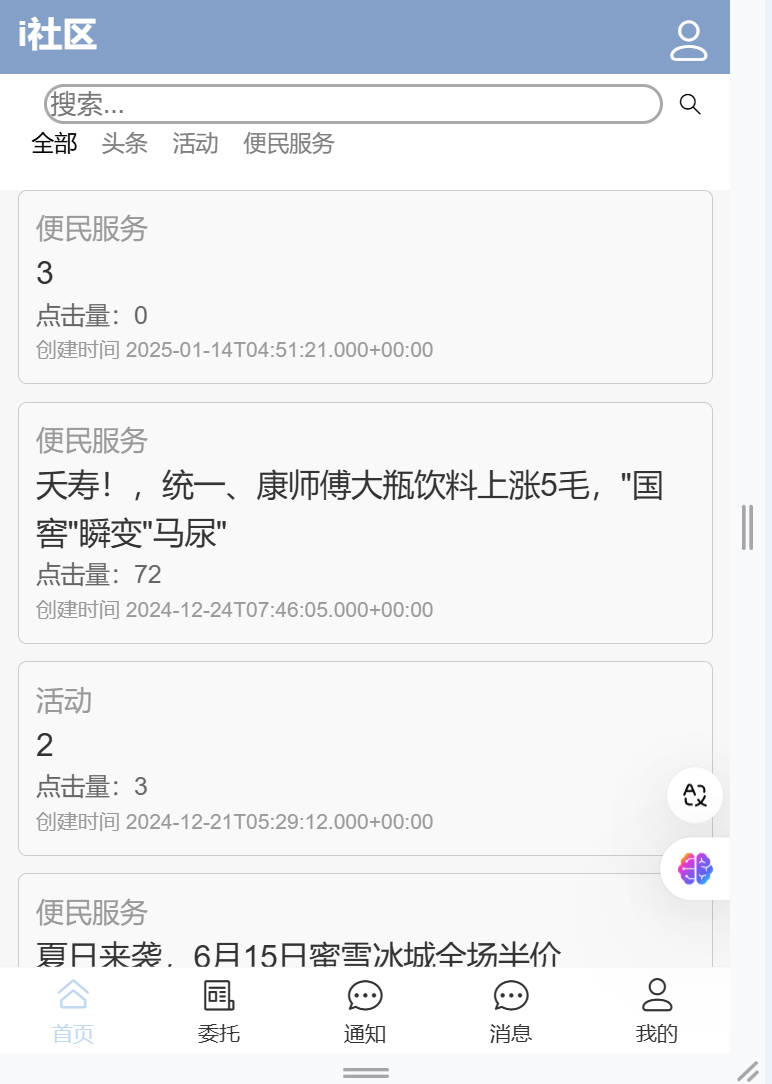 i社区
搜索...
全部 头条 活动 便民服务
便民服务
3
点击量：0
创建时间 2025-01-14T04:51:21.000+00:00
便民服务
夭寿！，统一、康师傅大瓶饮料上涨5毛，"国
窖"瞬变"马尿"
点击量：72
创建时间 2024-12-24T07:46:05.000+00:00
活动
2
点击量：3
创建时间 2024-12-21T05:29:12.000+00:00
便民服务
夏日来袭，6月15日蜜雪冰城全场半价
首页 委托 通知 消息 我的